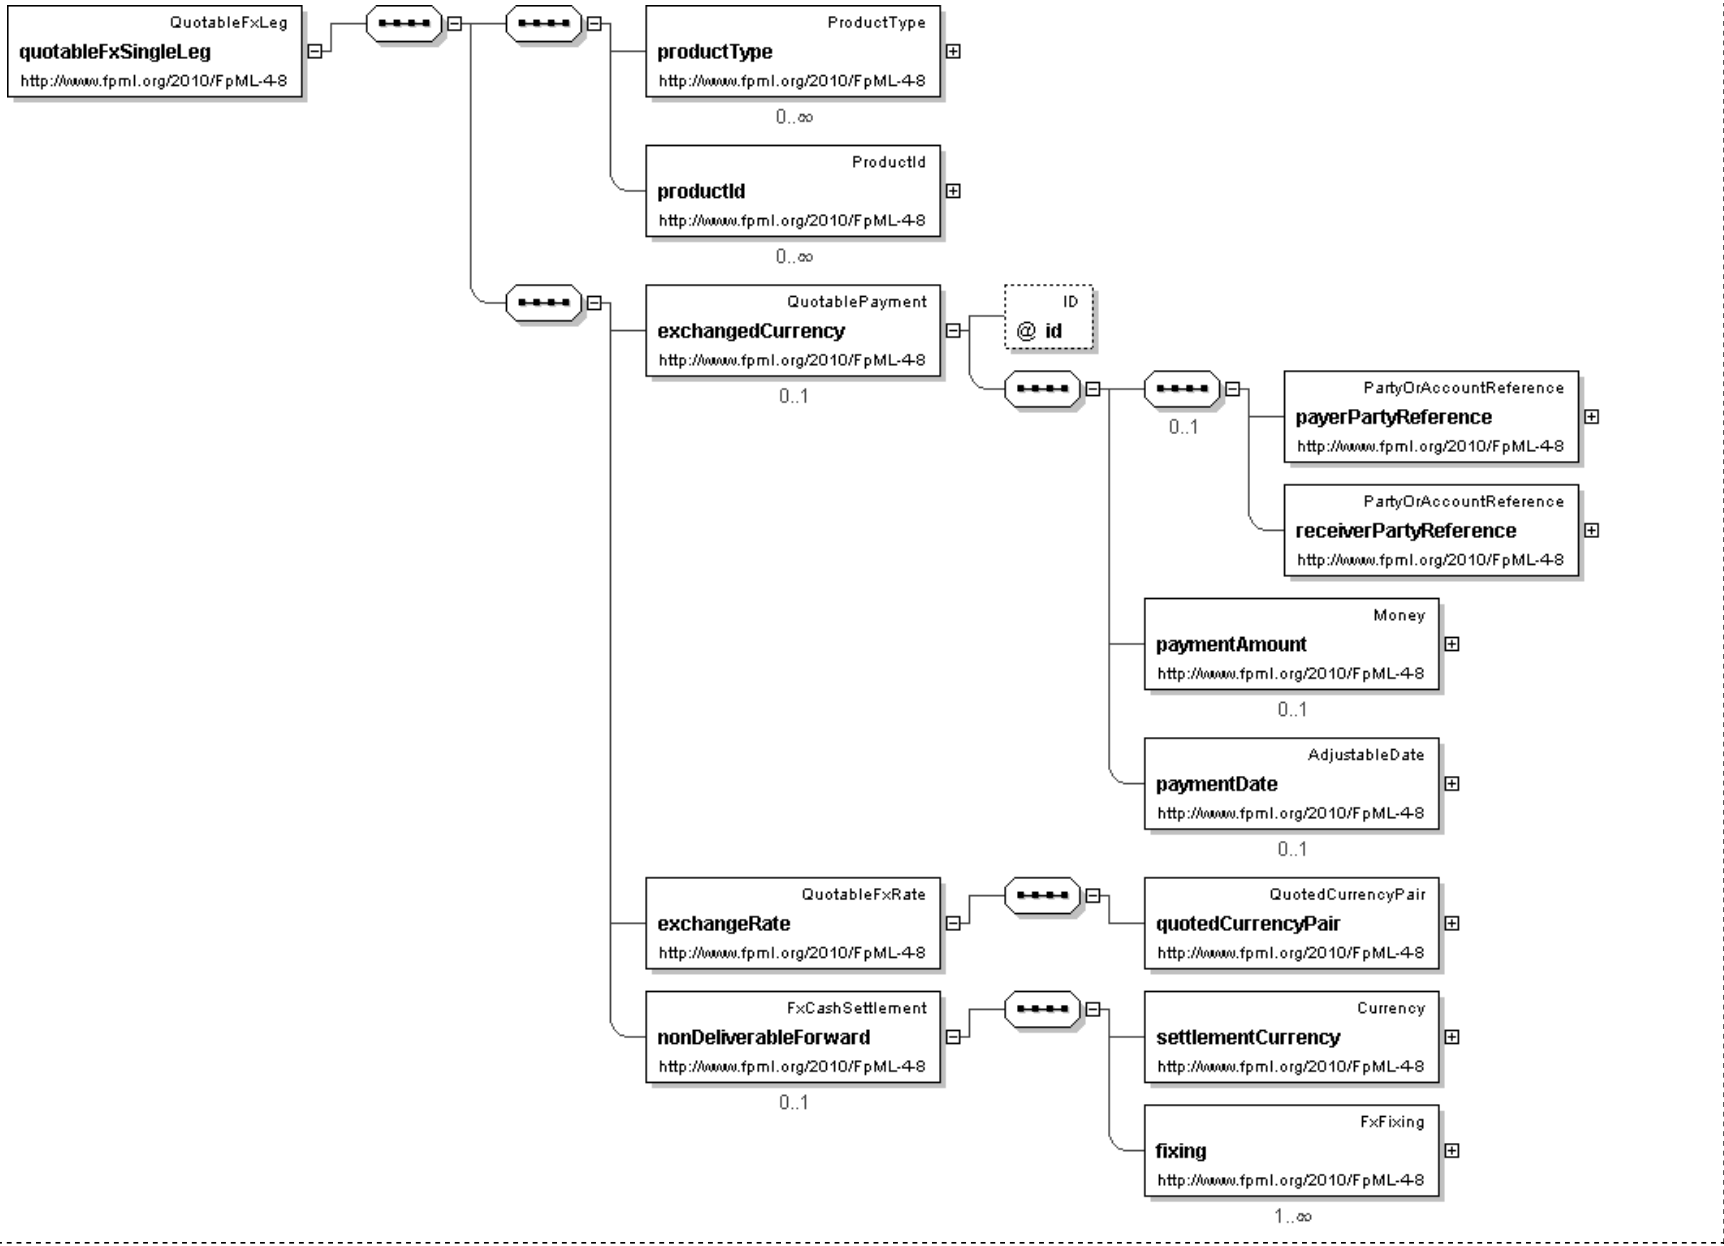 QuotableFxLeg
quotableFxSingleLeg
http://www.fpml.org/2010/FpML-4-8
ProductType
productType
http://www.fpml.org/2010/FpML-4-8
0..∞
ProductId
productId
http://www.fpml.org/2010/FpML-4-8
0..∞
QuotablePayment
exchangedCurrency
http://www.fpml.org/2010/FpML-4-8
0..1
ID
@ id
0..1
PartyOrAccountReference
payerPartyReference
http://www.fpml.org/2010/FpML-4-8
PartyOrAccountReference
receiverPartyReference
http://www.fpml.org/2010/FpML-4-8
Money
paymentAmount
http://www.fpml.org/2010/FpML-4-8
0..1
AdjustableDate
paymentDate
http://www.fpml.org/2010/FpML-4-8
0..1
QuotableFxRate
exchangeRate
http://www.fpml.org/2010/FpML-4-8
QuotedCurrencyPair
quotedCurrencyPair
http://www.fpml.org/2010/FpML-4-8
FxCashSettlement
nonDeliverableForward
http://www.fpml.org/2010/FpML-4-8
0..1
Currency
settlementCurrency
http://www.fpml.org/2010/FpML-4-8
FxFixing
fixing
http://www.fpml.org/2010/FpML-4-8
1..∞